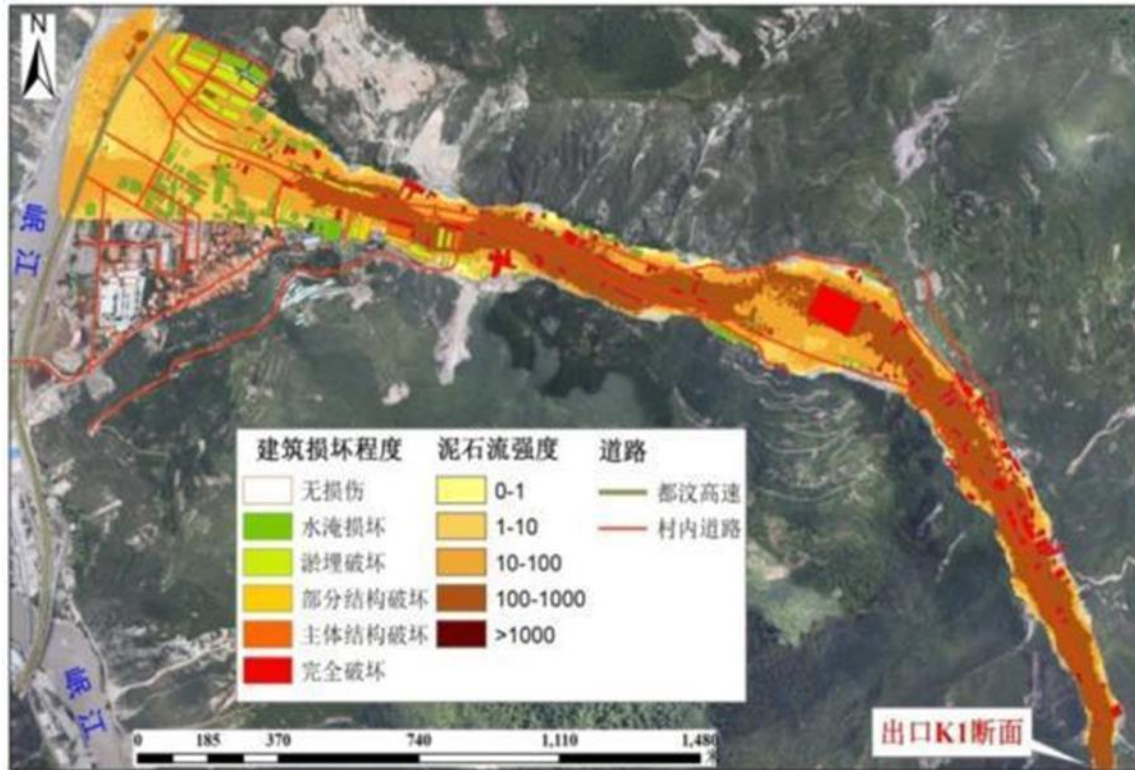 N
岷江
建筑损坏程度
无损伤
水淹损坏
淤埋破坏
部分结构破坏
主体结构破坏
完全破坏
泥石流强度
0-1
1-10
10-100
100-1000
>1000
道路
都汶高速
村内道路
岷江
0 185 370 740 1,110 1,480
出口K1断面